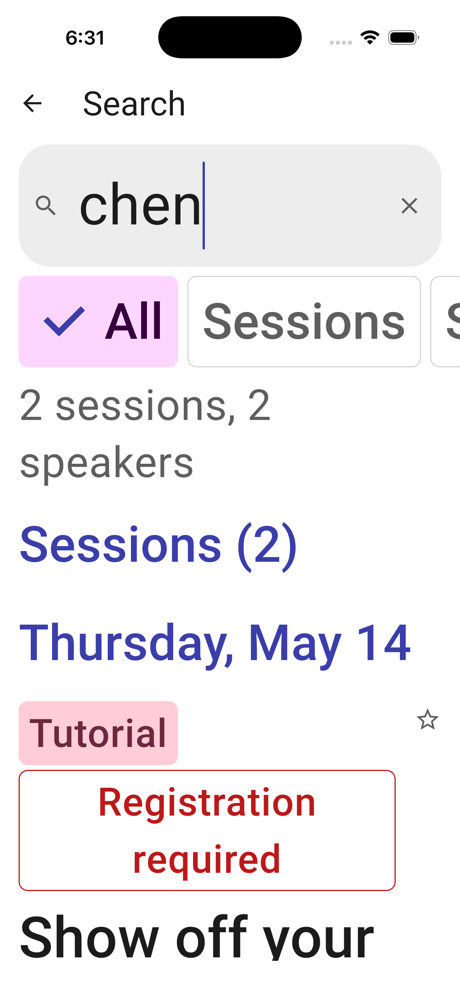 6:31
Search
chen
All
Sessions
2 sessions, 2
speakers
Sessions (2)
Thursday, May 14
Tutorial
Registration
required
Show off your